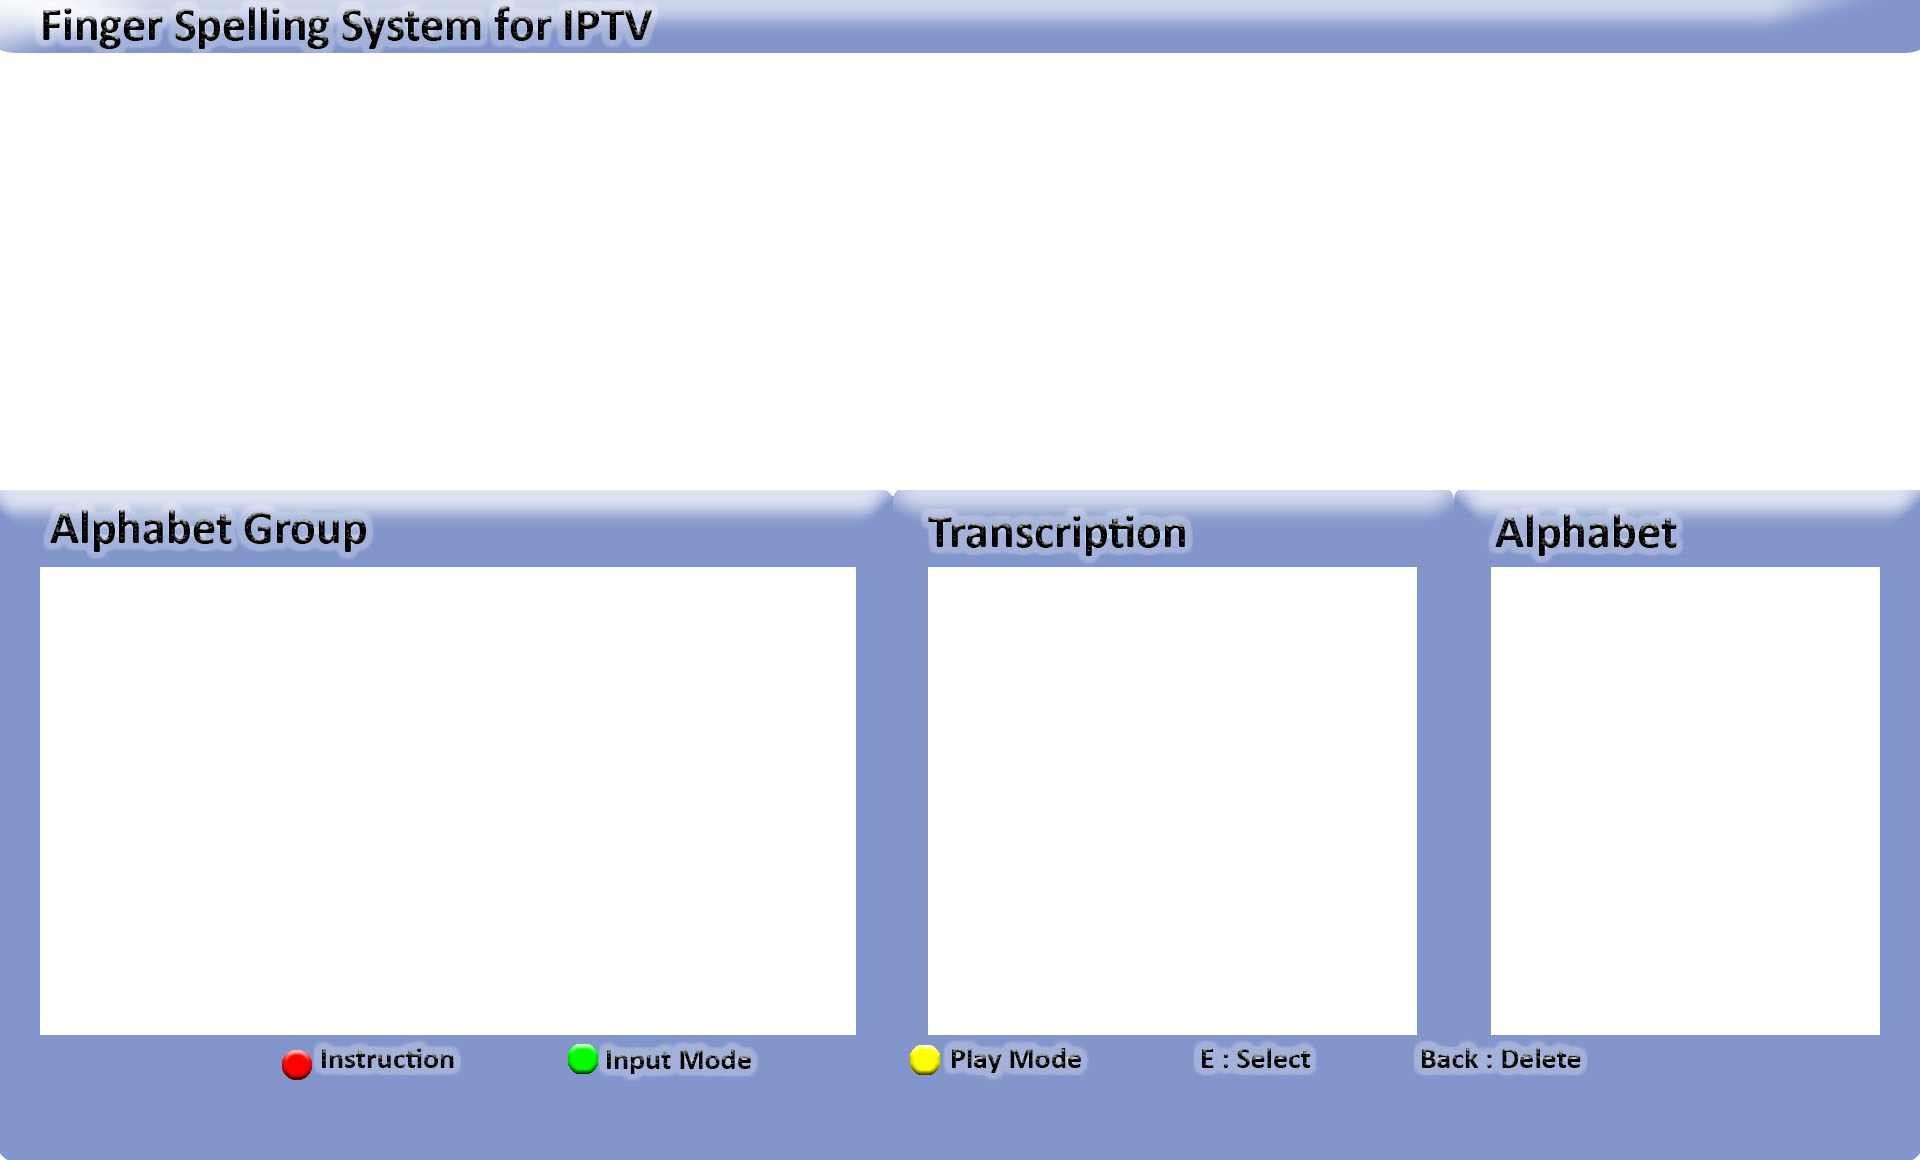 Finger Spelling System for IPTV
Alphabet Group
Transcription
Alphabet
Instruction
Input Mode
Play Mode
E : Select
Back : Delete